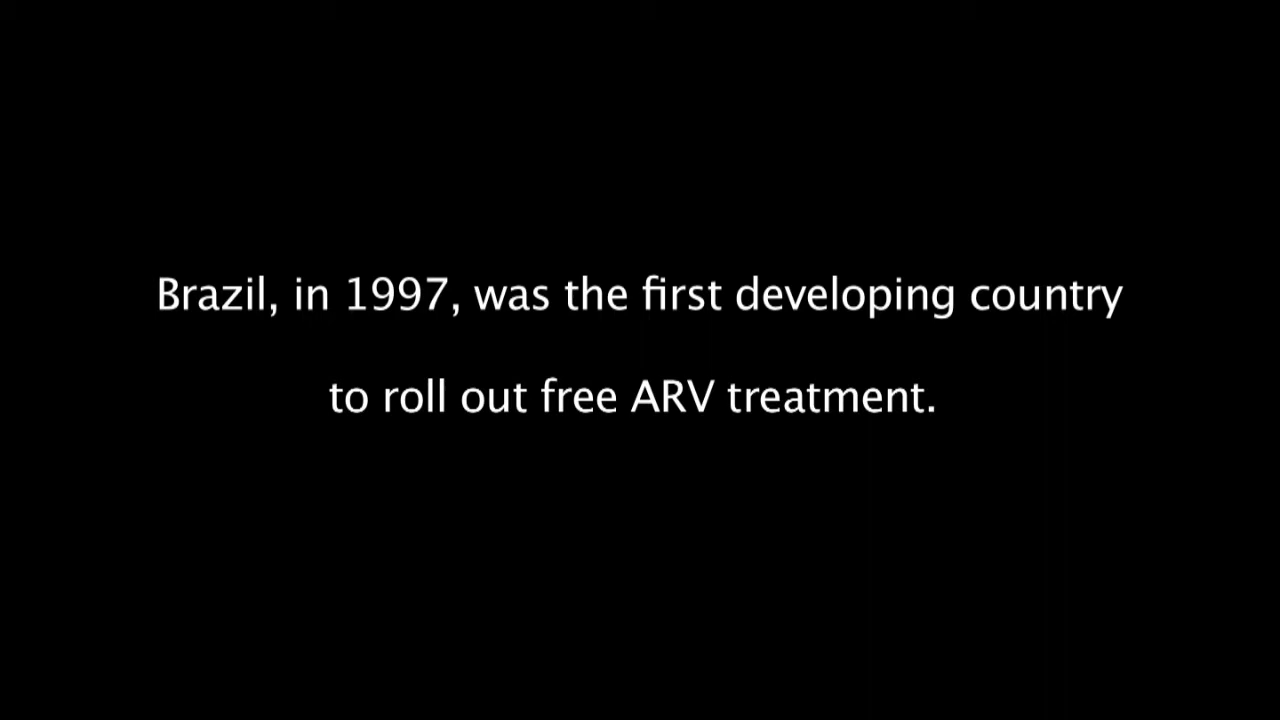 Brazil, in 1997, was the first developing country
to roll out free ARV treatment.